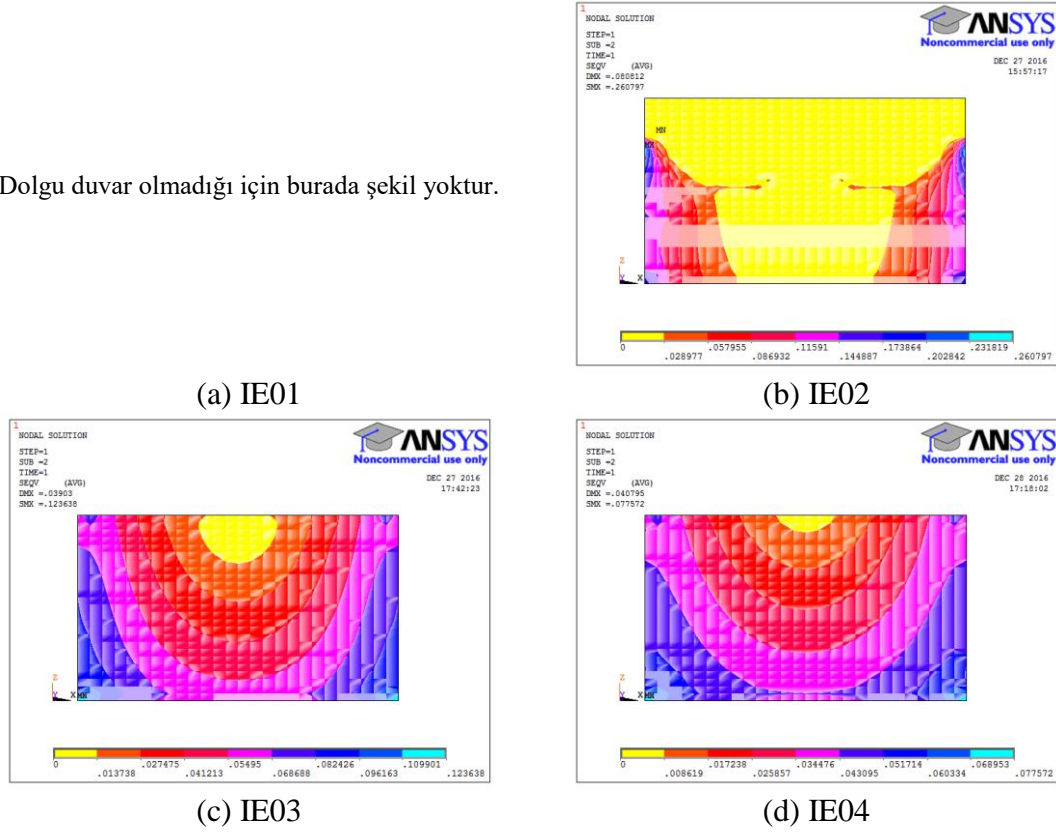 Dolgu duvar olmadığı için burada şekil yoktur.
(a) IE01
1
NODAL SOLUTION
STEP=1
SUB =2
TIME=1
SEQV (AVG)
DMX =.080812
SMX =.260797
ANSYS
Noncommercial use only
DEC 27 2016
15:57:17
MN
MX
Z
Y X
0 .057955 .11591 .173864 .231819
.028977 .086932 .144887 .202842 .260797
(b) IE02
1
NODAL SOLUTION
STEP=1
SUB =2
TIME=1
SEQV (AVG)
DMX =.03903
SMX =.123638
ANSYS
Noncommercial use only
DEC 27 2016
17:42:23
Z
Y X
0 .027475 .05495 .082426 .109901
.013738 .041213 .068688 .096163 .123638
(c) IE03
1
NODAL SOLUTION
STEP=1
SUB =2
TIME=1
SEQV (AVG)
DMX =.040795
SMX =.077572
ANSYS
Noncommercial use only
DEC 28 2016
17:18:02
Z
Y X
0 .017238 .034476 .051714 .068953
.008619 .025857 .043095 .060334 .077572
(d) IE04